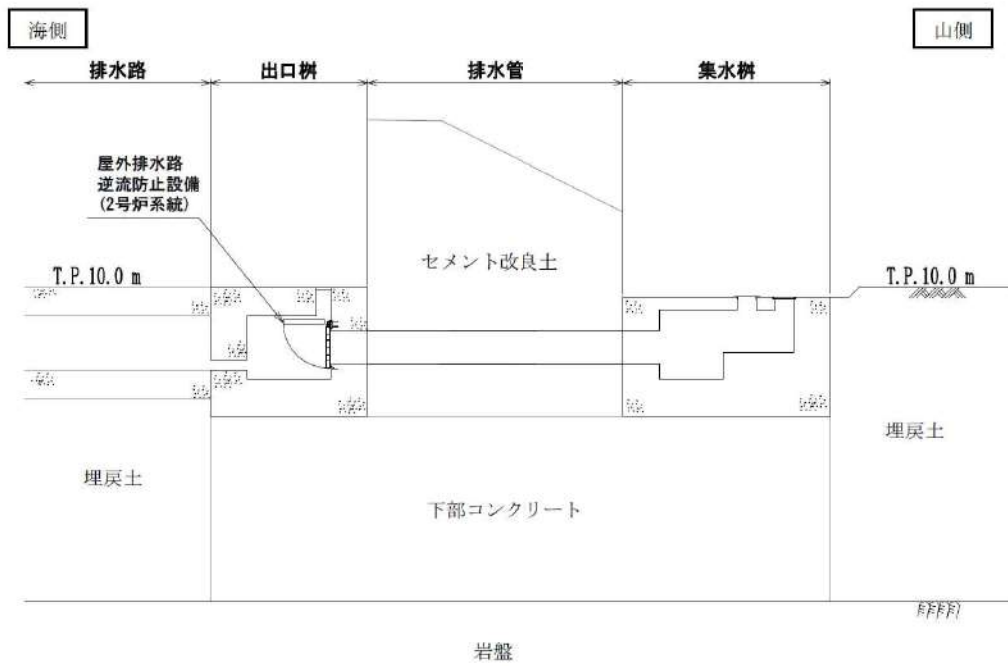 海側
山側
排水路
出口桝
排水管
集水桝
屋外排水路
逆流防止設備
(2号炉系統)
セメント改良土
T.P.10.0 m
T.P.10.0 m
埋戻土
埋戻土
下部コンクリート
岩盤